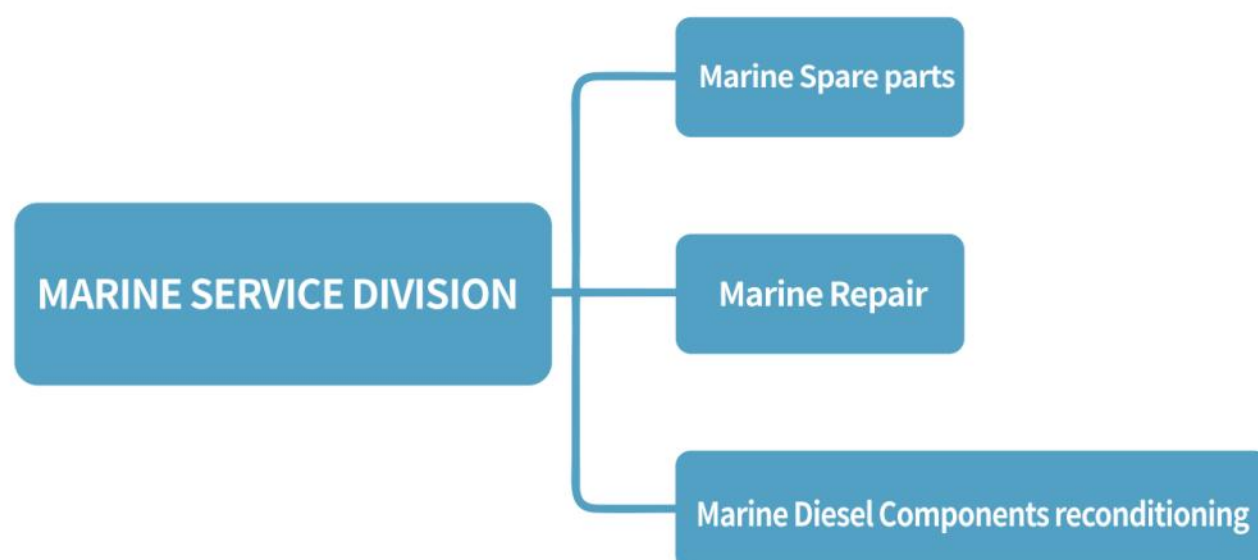 Marine Spare parts
MARINE SERVICE DIVISION
Marine Repair
Marine Diesel Components reconditioning